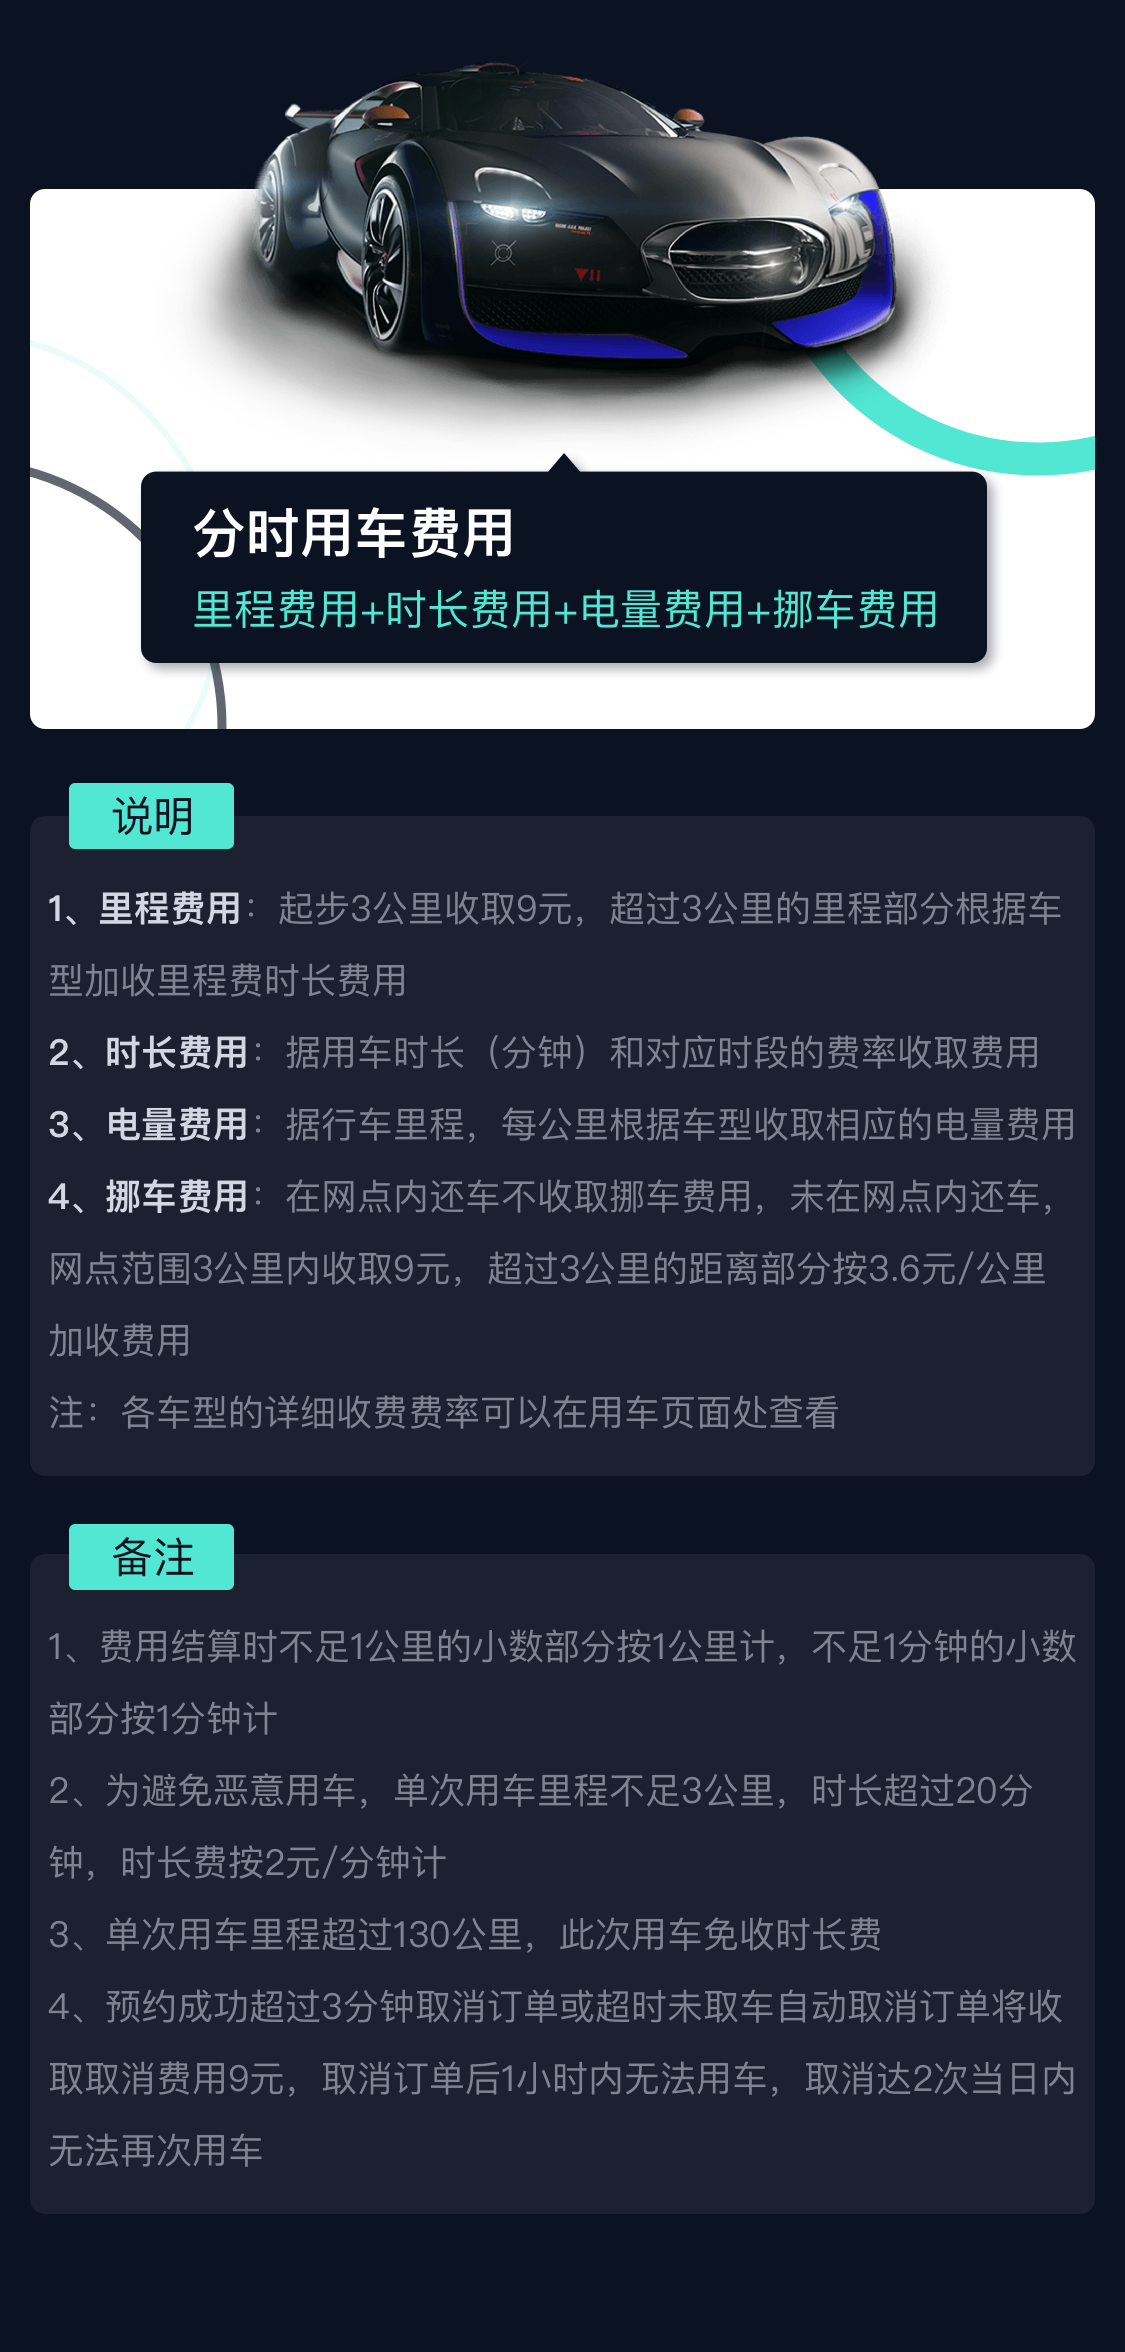 分时用车费用
里程费用+时长费用+电量费用+挪车费用
说明
1、里程费用：起步3公里收取9元，超过3公里的里程部分根据车
型加收里程费时长费用
2、时长费用：据用车时长（分钟）和对应时段的费率收取费用
3、电量费用：据行车里程，每公里根据车型收取相应的电量费用
4、挪车费用：在网点内还车不收取挪车费用，未在网点内还车，
网点范围3公里内收取9元，超过3公里的距离部分按3.6元/公里
加收费用
注：各车型的详细收费费率可以在用车页面处查看
备注
1、费用结算时不足1公里的小数部分按1公里计，不足1分钟的小数
部分按1分钟计
2、为避免恶意用车，单次用车里程不足3公里，时长超过20分
钟，时长费按2元/分钟计
3、单次用车里程超过130公里，此次用车免收时长费
4、预约成功超过3分钟取消订单或超时未取车自动取消订单将收
取取消费用9元，取消订单后1小时内无法用车，取消达2次当日内
无法再次用车